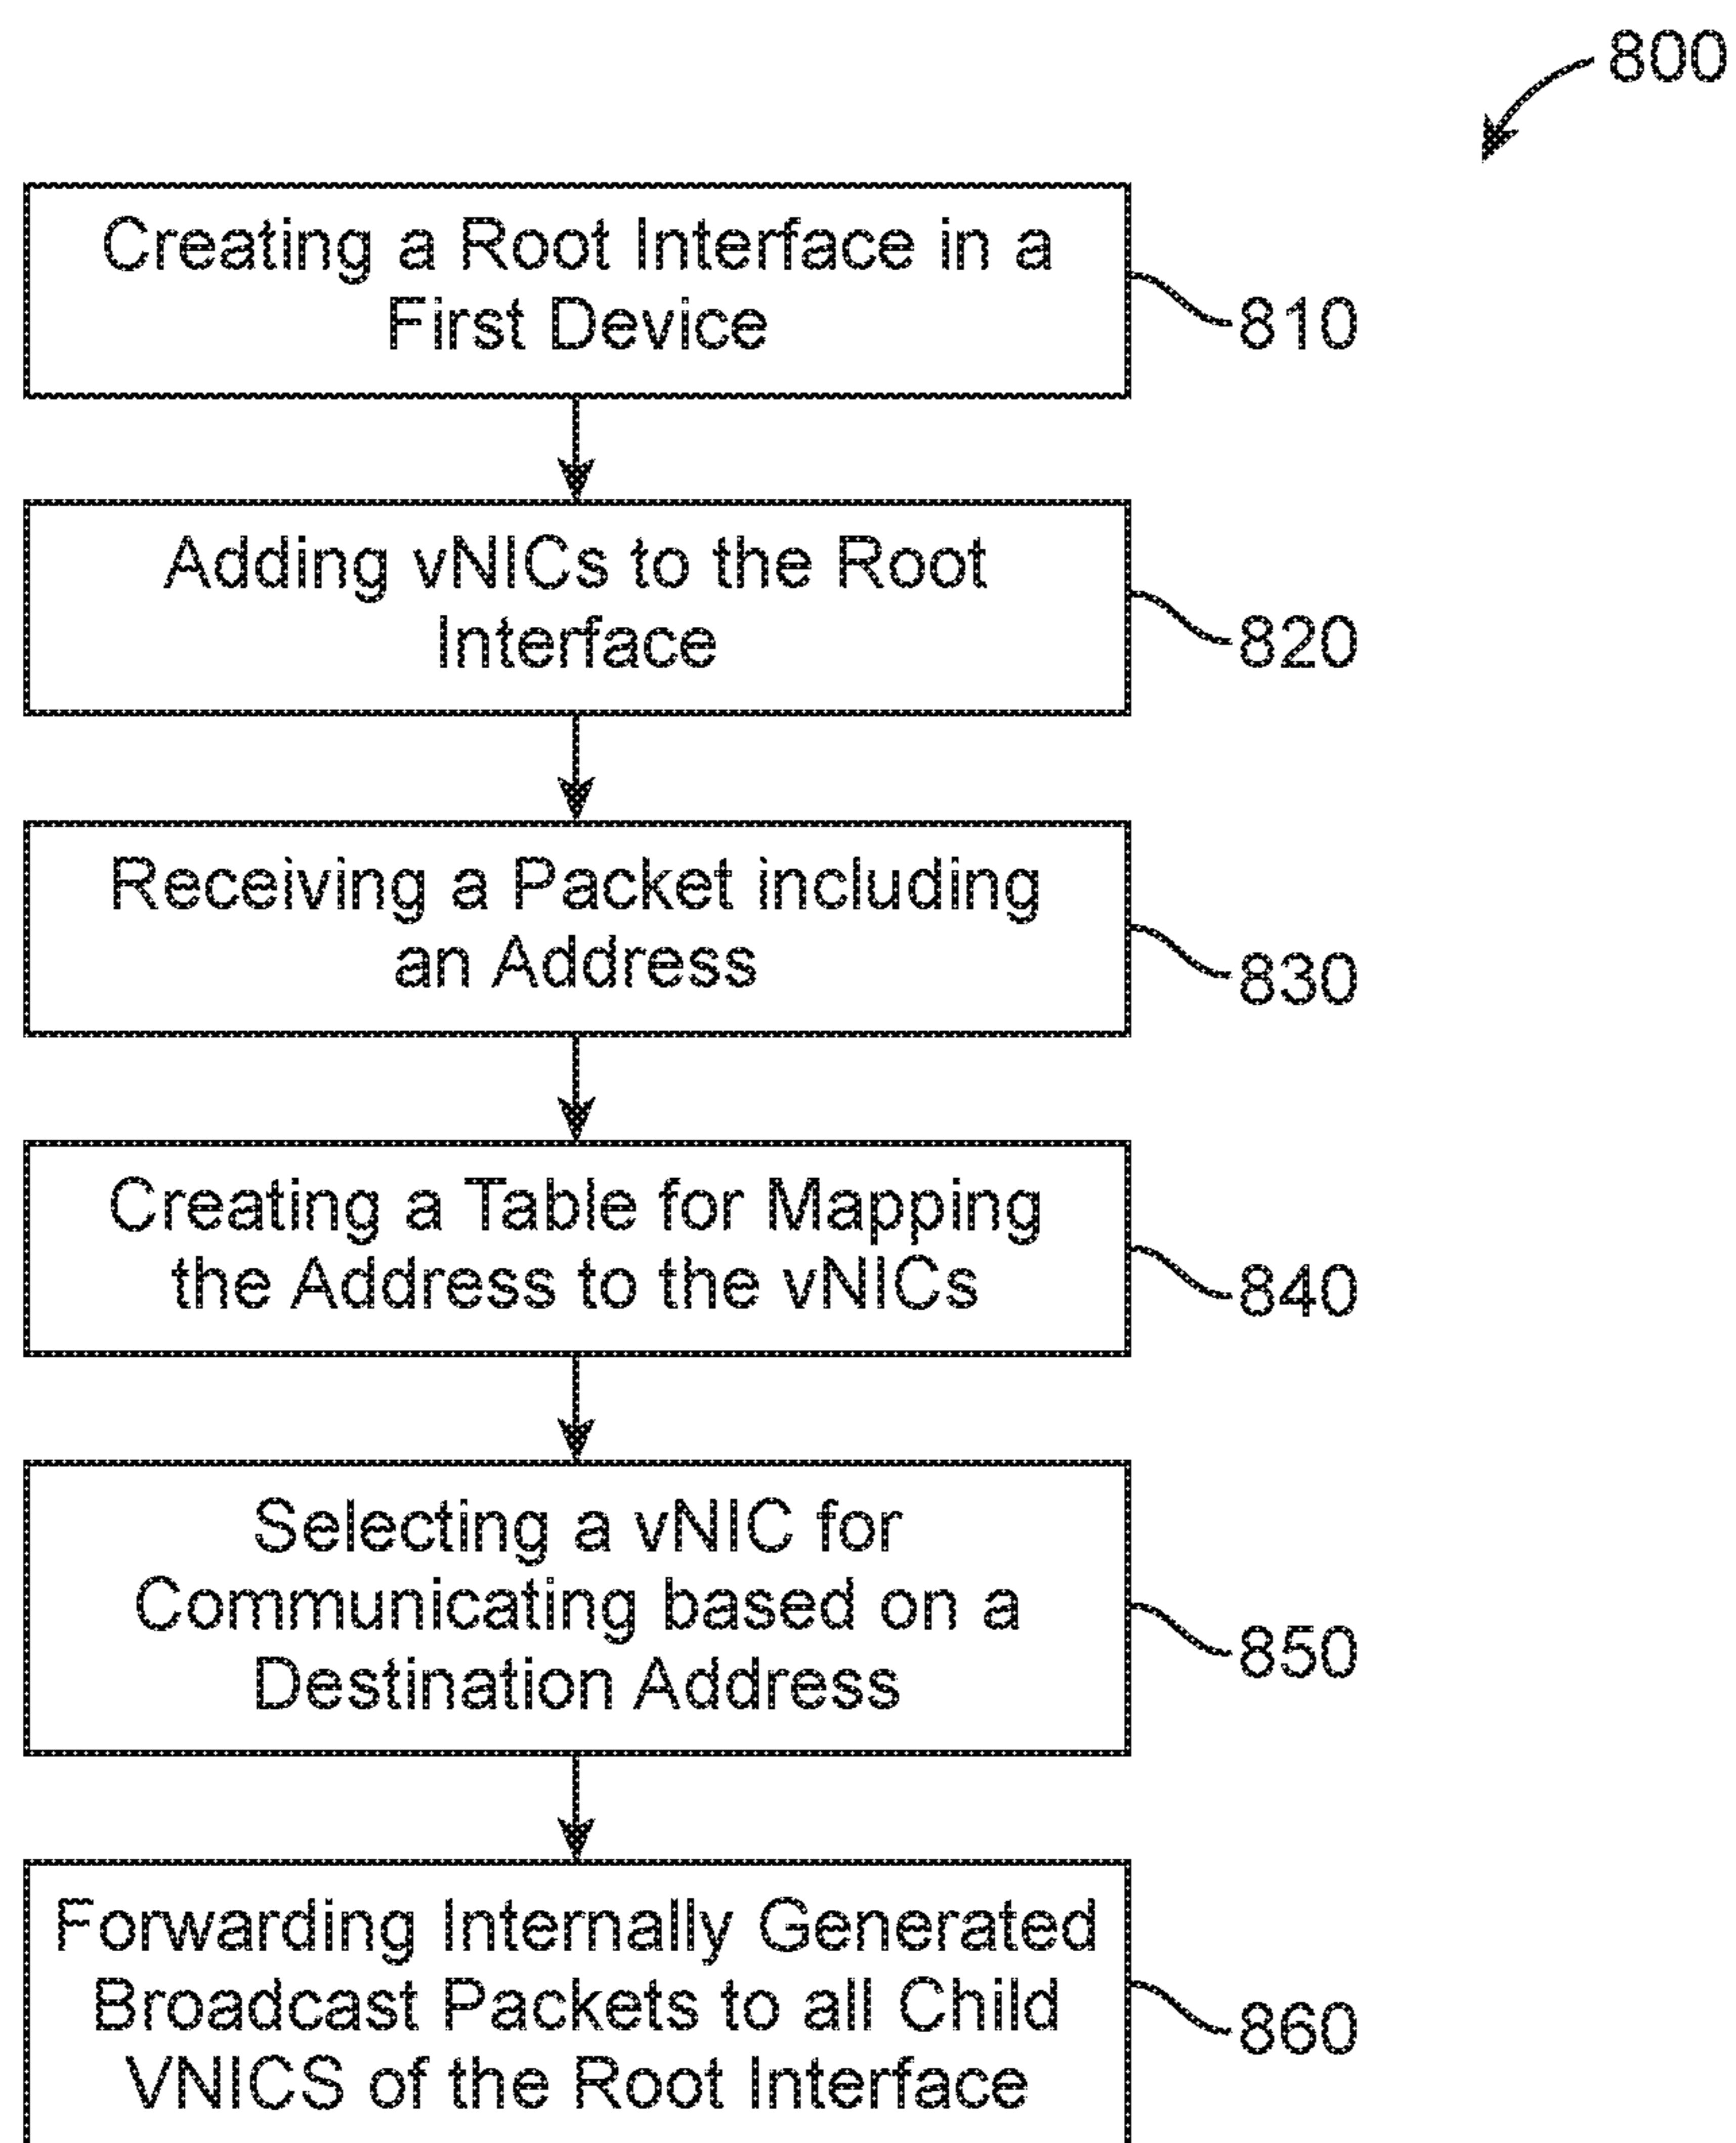 800
Creating a Root Interface in a
First Device
810
Adding vNICs to the Root
Interface
820
Receiving a Packet including
an Address
830
Creating a Table for Mapping
the Address to the vNICs
840
Selecting a vNIC for
Communicating based on a
Destination Address
850
Forwarding Internally Generated
Broadcast Packets to all Child
VNICS of the Root Interface
860